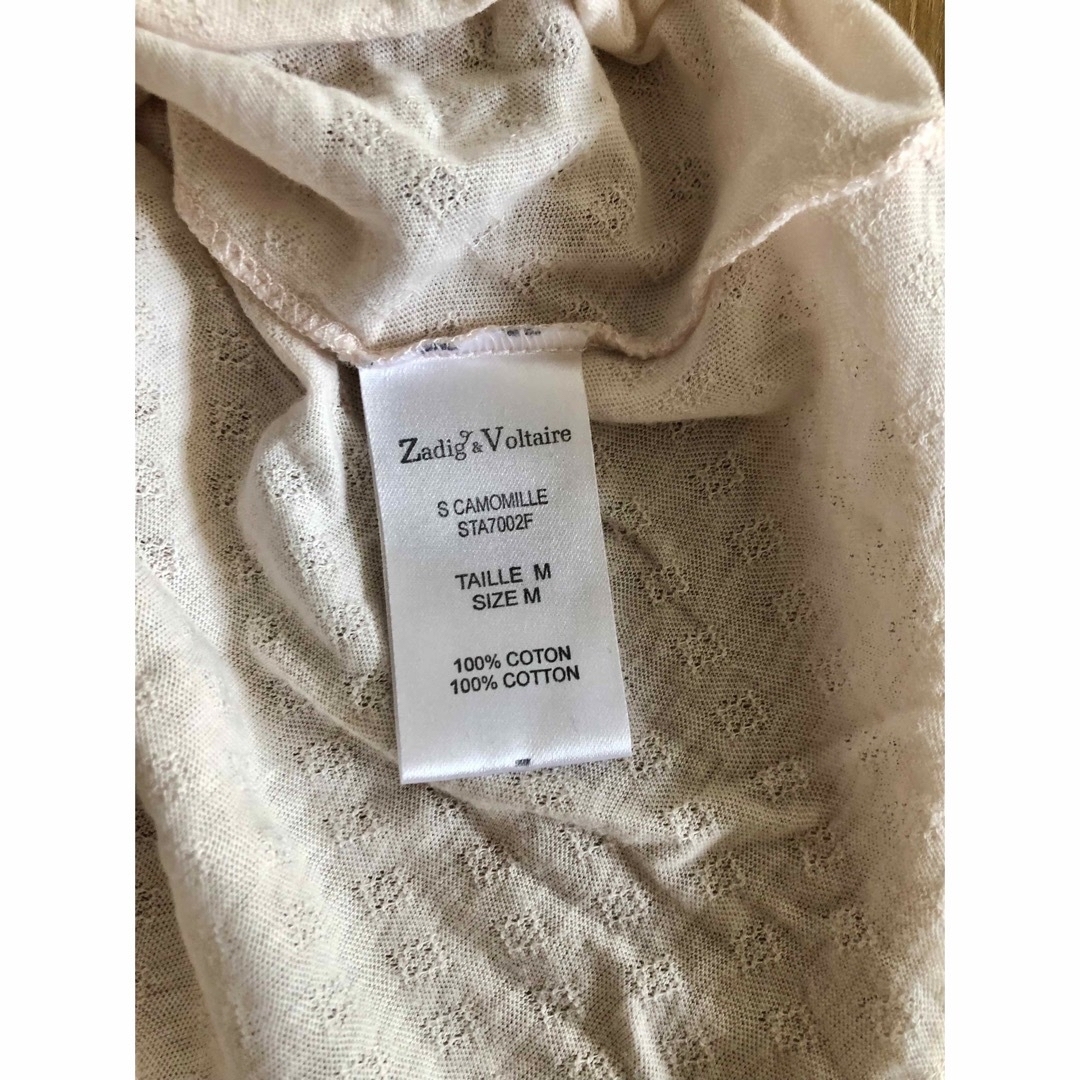 Zadig & Voltaire
S CAMOMILLE
STA7002F
TAILLE M
SIZE M
100% COTON
100% COTTON